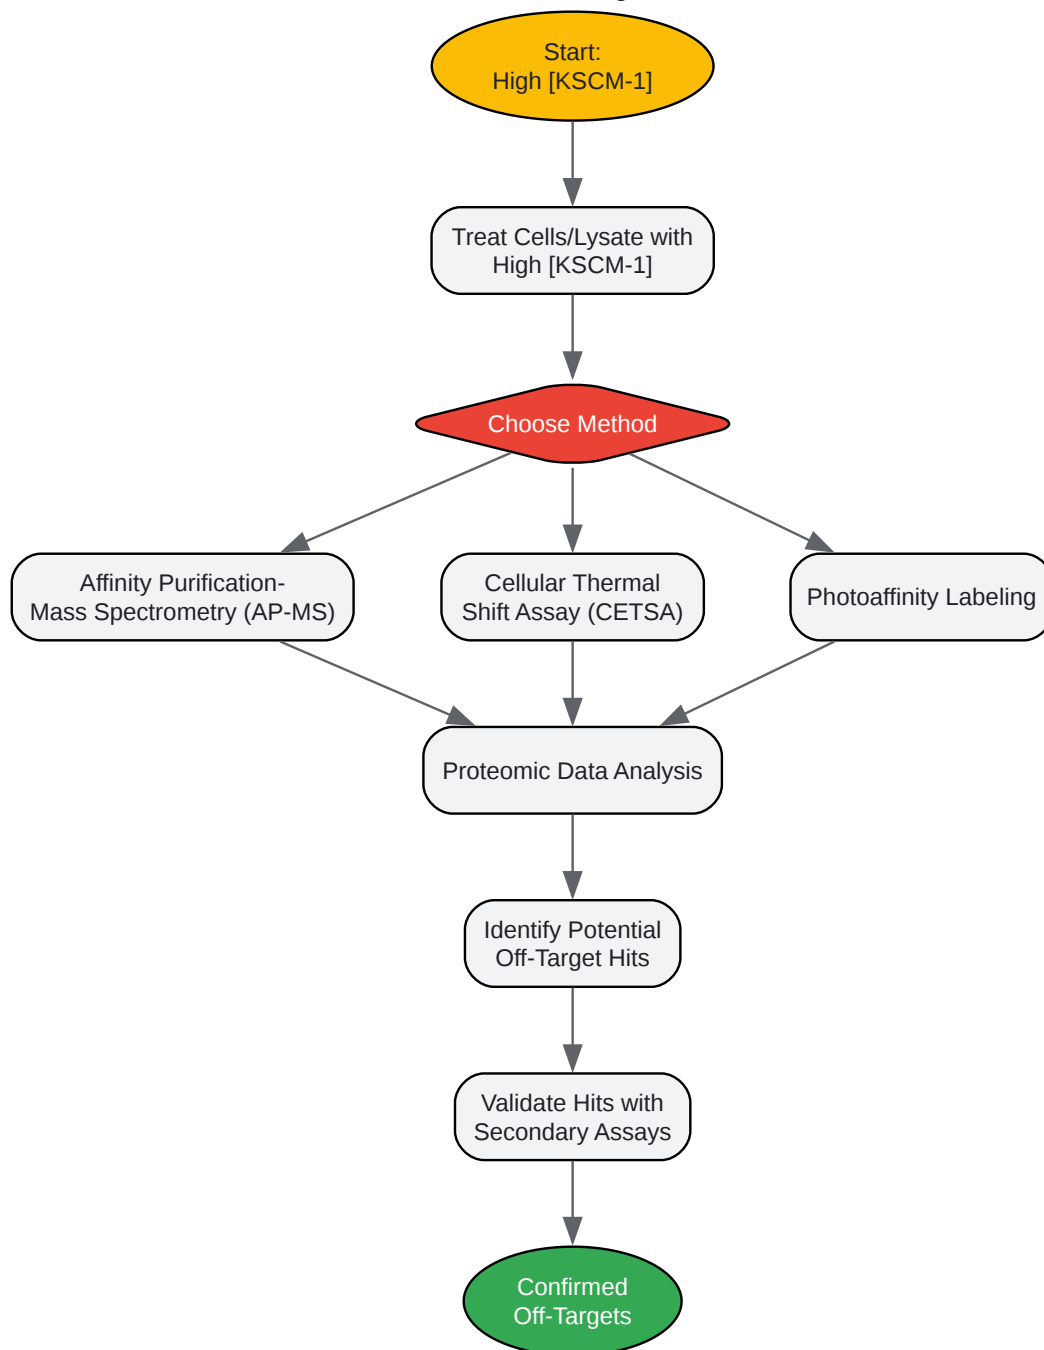 Start:
High [KSCM-1]
Treat Cells/Lysate with
High [KSCM-1]
Choose Method
Affinity Purification-
Mass Spectrometry (AP-MS)
Cellular Thermal
Shift Assay (CETSA)
Photoaffinity Labeling
Proteomic Data Analysis
Identify Potential
Off-Target Hits
Validate Hits with
Secondary Assays
Confirmed
Off-Targets